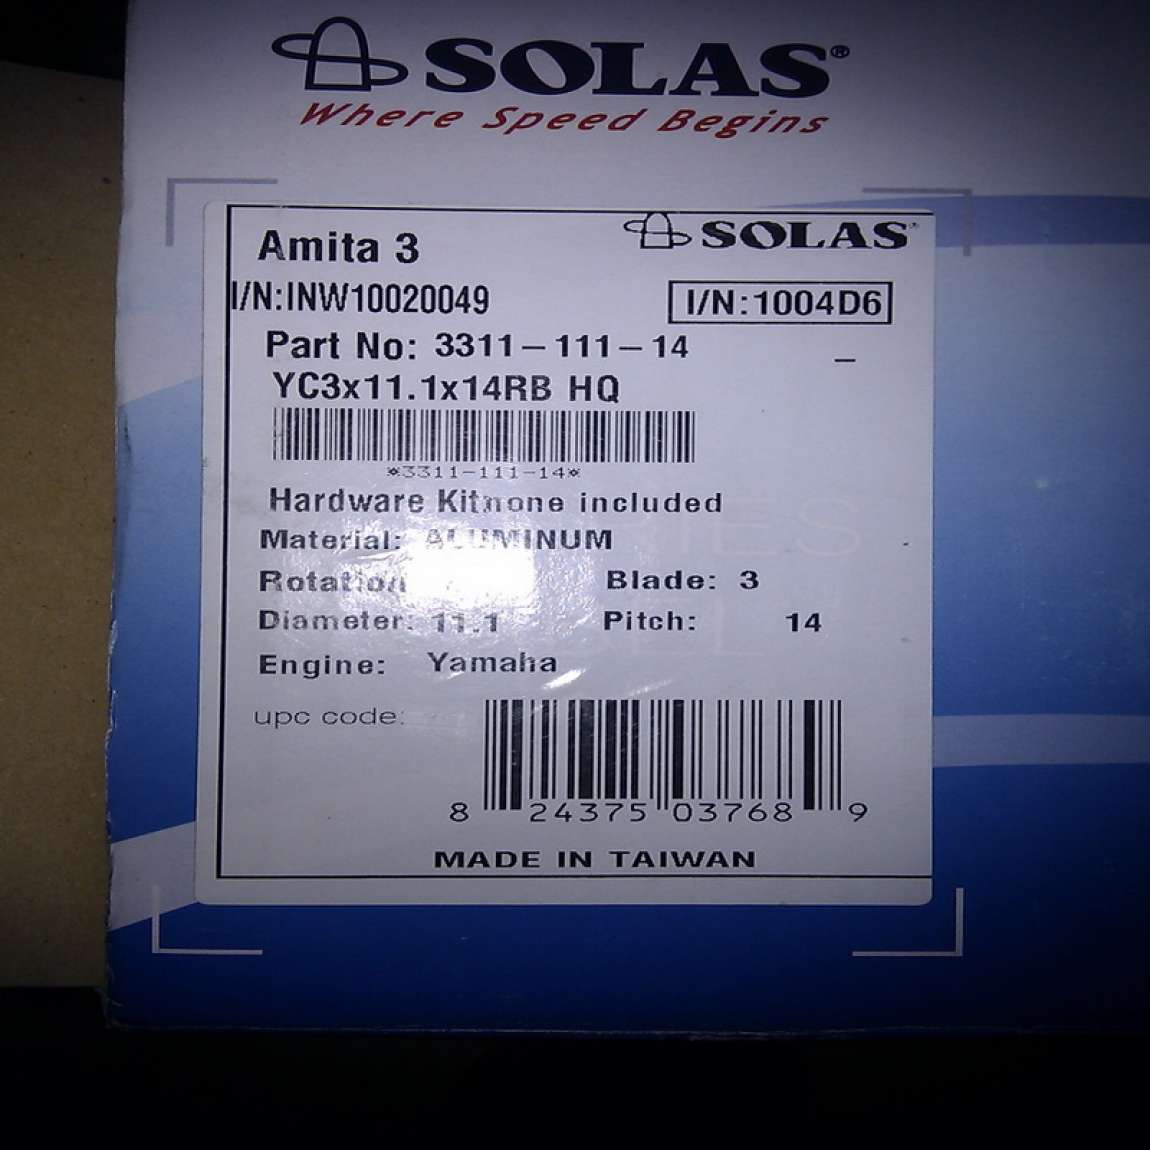 SOLAS®
Where Speed Begins
Amita 3
SOLAS
I/N:INW10020049
I/N:1004D6
Part No: 3311-111-14 -
YC3x11.1x14RB HQ
*3311-111-14*
Hardware Kit:none included
Material: ALUMINUM
Rotation
Blade: 3
Diameter: 11.1
Pitch: 14
Engine: Yamaha
upc code:
8 24375 03768 9
MADE IN TAIWAN